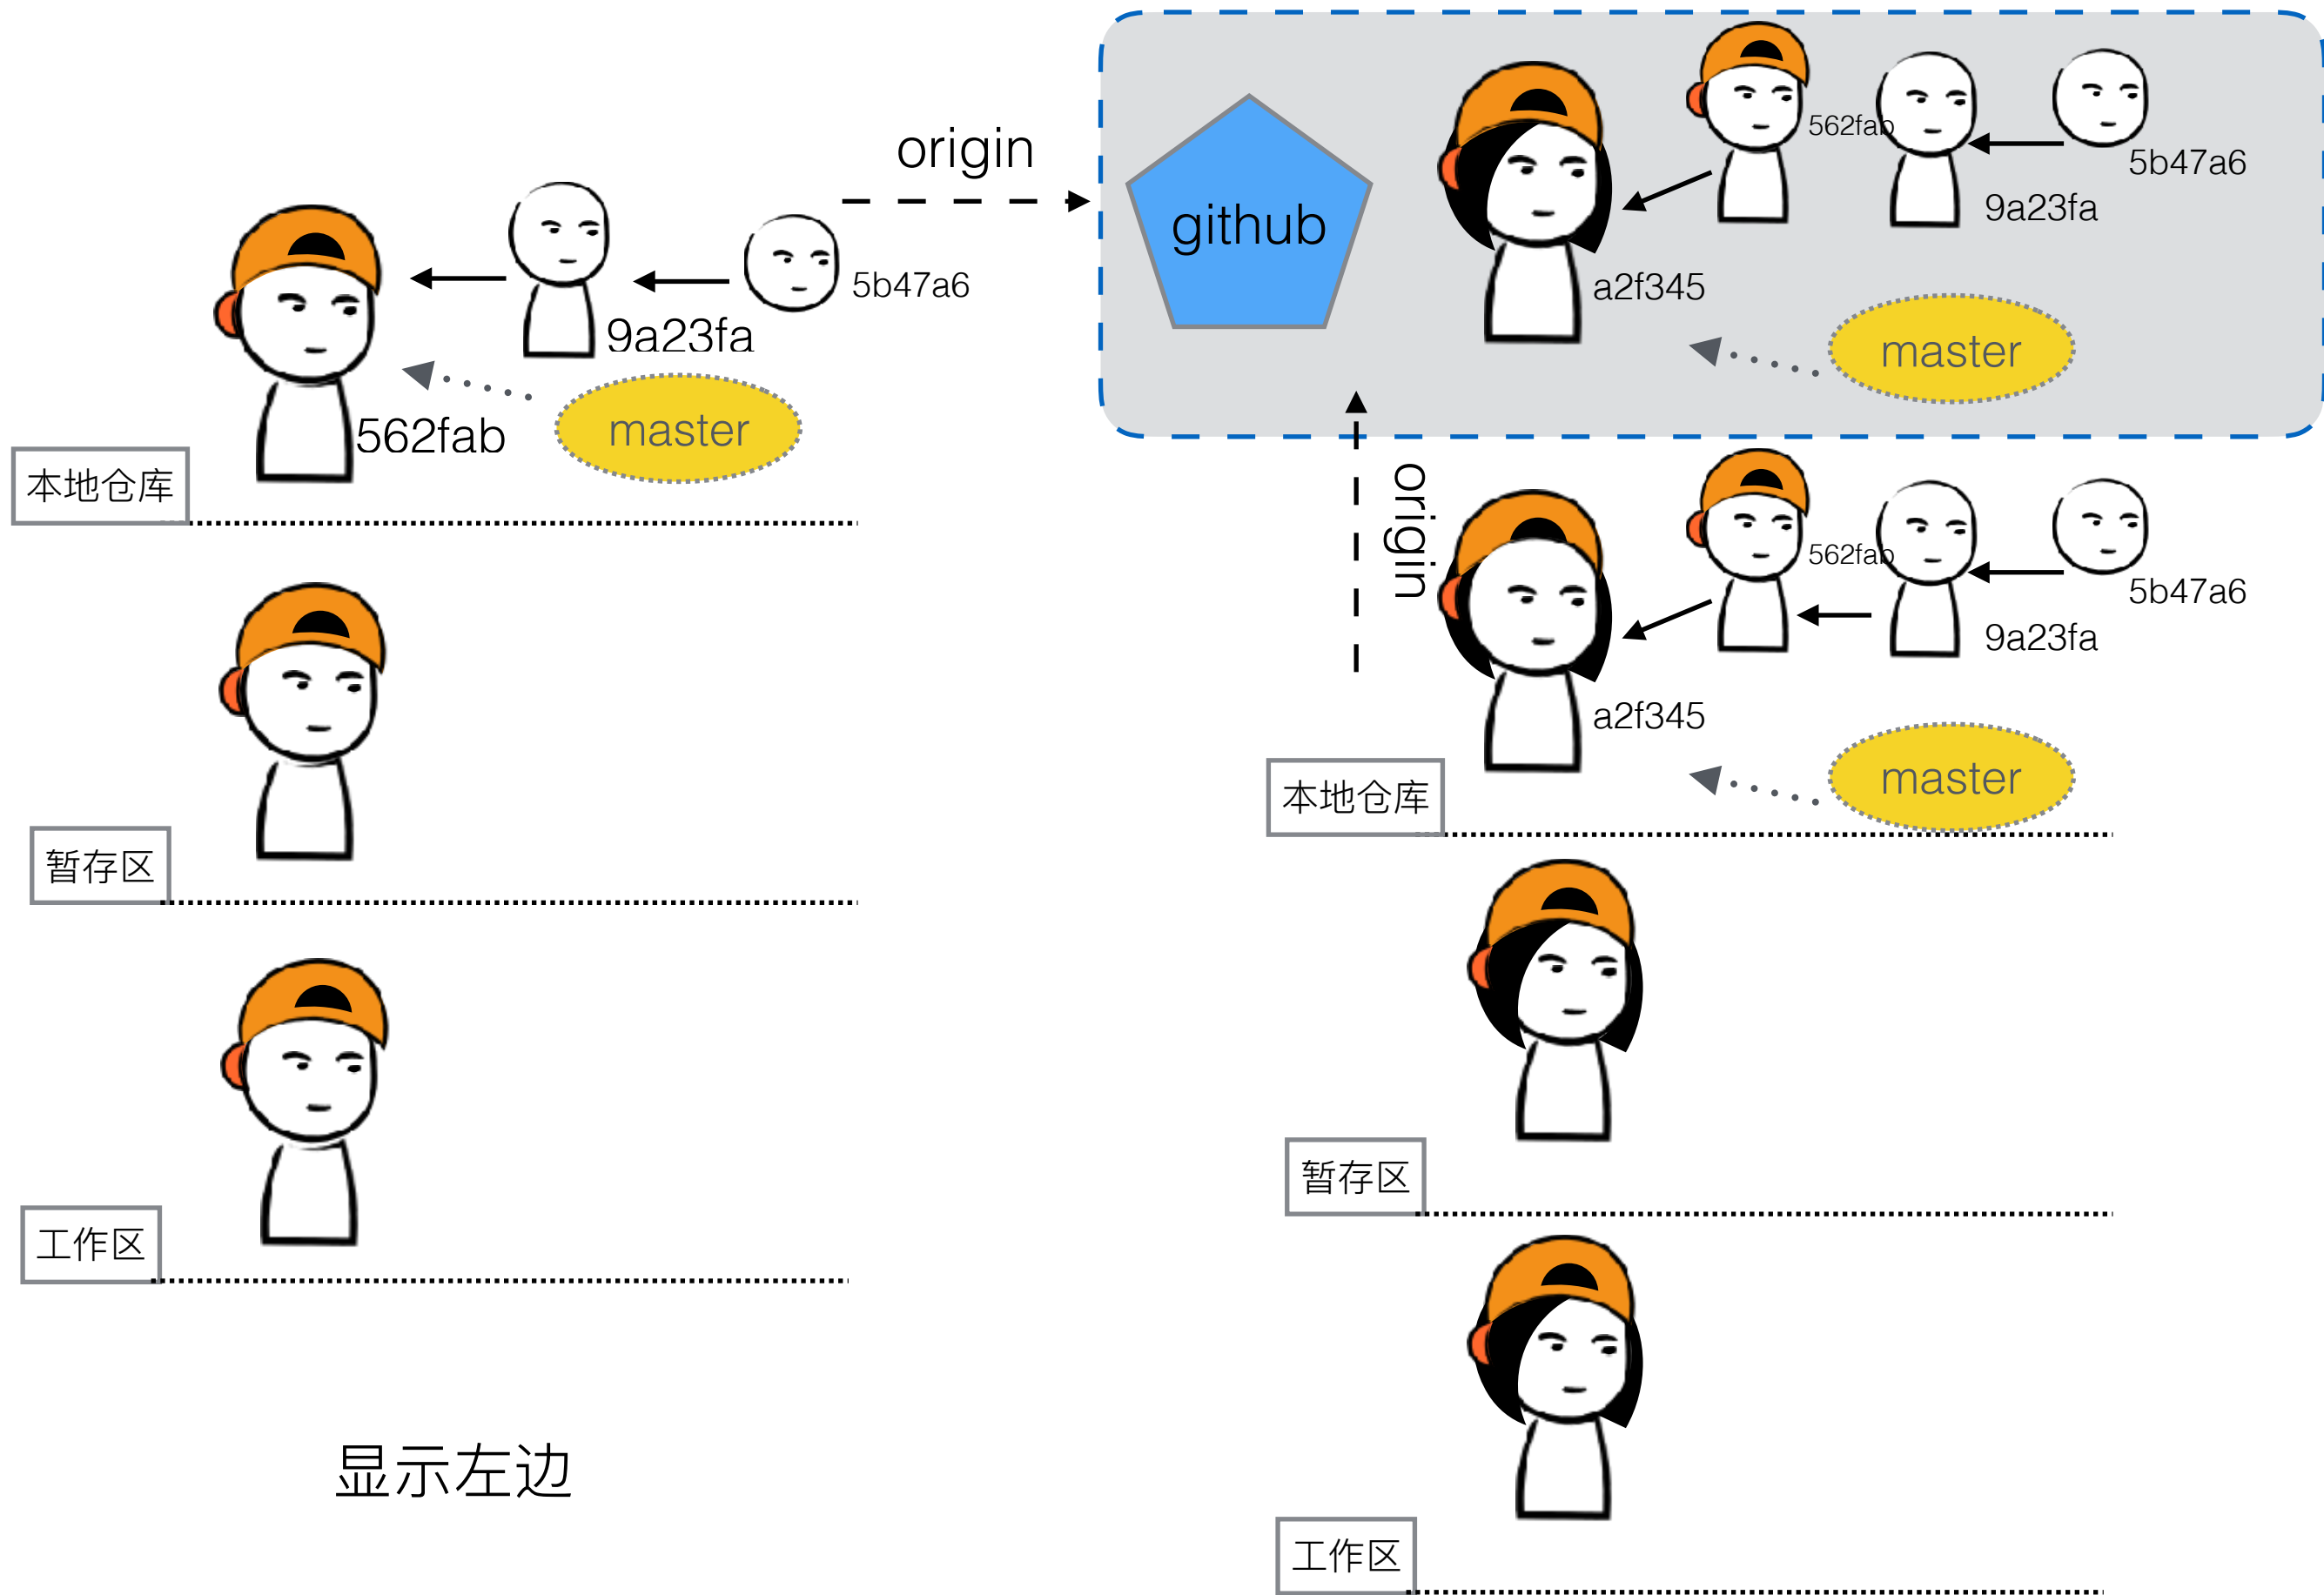 origin
5b47a6
9a23fa
562fab
master
本地仓库
暂存区
工作区
显示左边
github
562fab
5b47a6
9a23fa
a2f345
master
origin
562fab
5b47a6
9a23fa
a2f345
master
本地仓库
暂存区
工作区